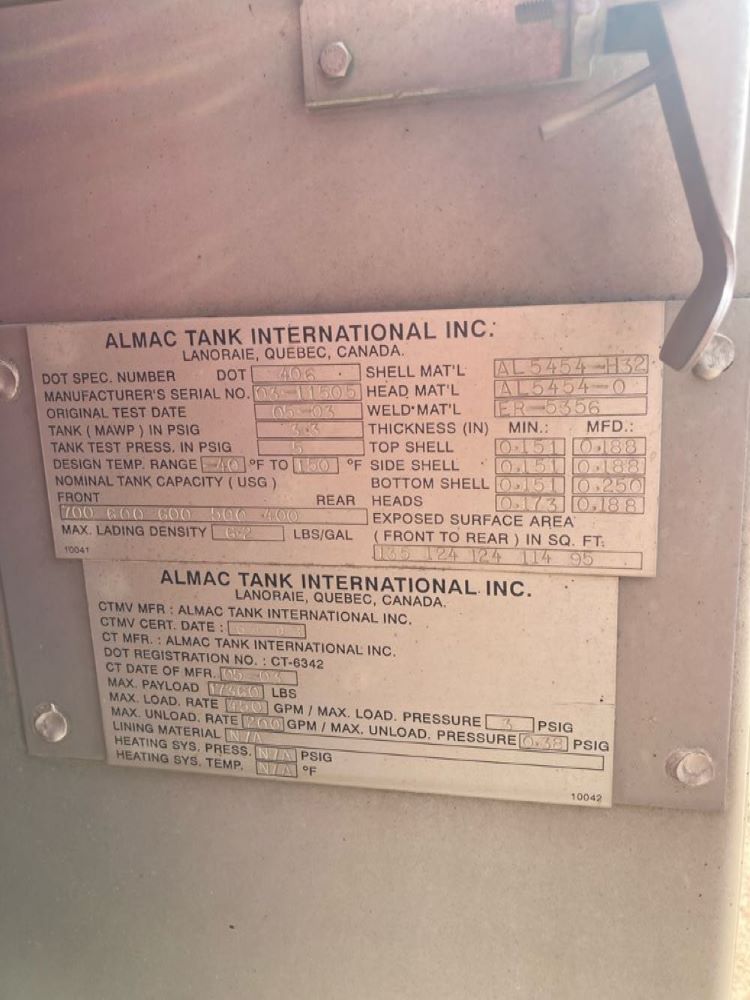 ALMAC TANK INTERNATIONAL INC.
LANORAIE, QUEBEC, CANADA.
DOT SPEC. NUMBER DOT 406 SHELL MAT'L AL5454-H32
MANUFACTURER'S SERIAL NO. 03-11505 HEAD MAT'L AL5454-0
ORIGINAL TEST DATE 05-03 WELD MAT'L ER-5356
TANK ( MAWP ) IN PSIG 3.3 THICKNESS (IN) MIN.: MFD.:
TANK TEST PRESS. IN PSIG 5 TOP SHELL 0.151 0.188
DESIGN TEMP. RANGE -40 °F TO 150 °F SIDE SHELL 0.151 0.188
NOMINAL TANK CAPACITY ( USG ) BOTTOM SHELL 0.151 0.250
FRONT REAR HEADS 0.173 0.188
700 600 600 500 400 EXPOSED SURFACE AREA
MAX. LADING DENSITY 6.2 LBS/GAL ( FRONT TO REAR ) IN SQ. FT.
10041 135 124 124 114 95
ALMAC TANK INTERNATIONAL INC.
LANORAIE, QUEBEC, CANADA.
CTMV MFR : ALMAC TANK INTERNATIONAL INC.
CTMV CERT. DATE :
CT MFR. : ALMAC TANK INTERNATIONAL INC.
DOT REGISTRATION NO. : CT-6342
CT DATE OF MFR. 05-03
MAX. PAYLOAD 17360 LBS
MAX. LOAD. RATE GPM / MAX. LOAD. PRESSURE 3 PSIG
MAX. UNLOAD. RATE 200 GPM / MAX. UNLOAD. PRESSURE 0.38 PSIG
LINING MATERIAL N/A
HEATING SYS. PRESS. N/A PSIG
HEATING SYS. TEMP. N/A °F
10042